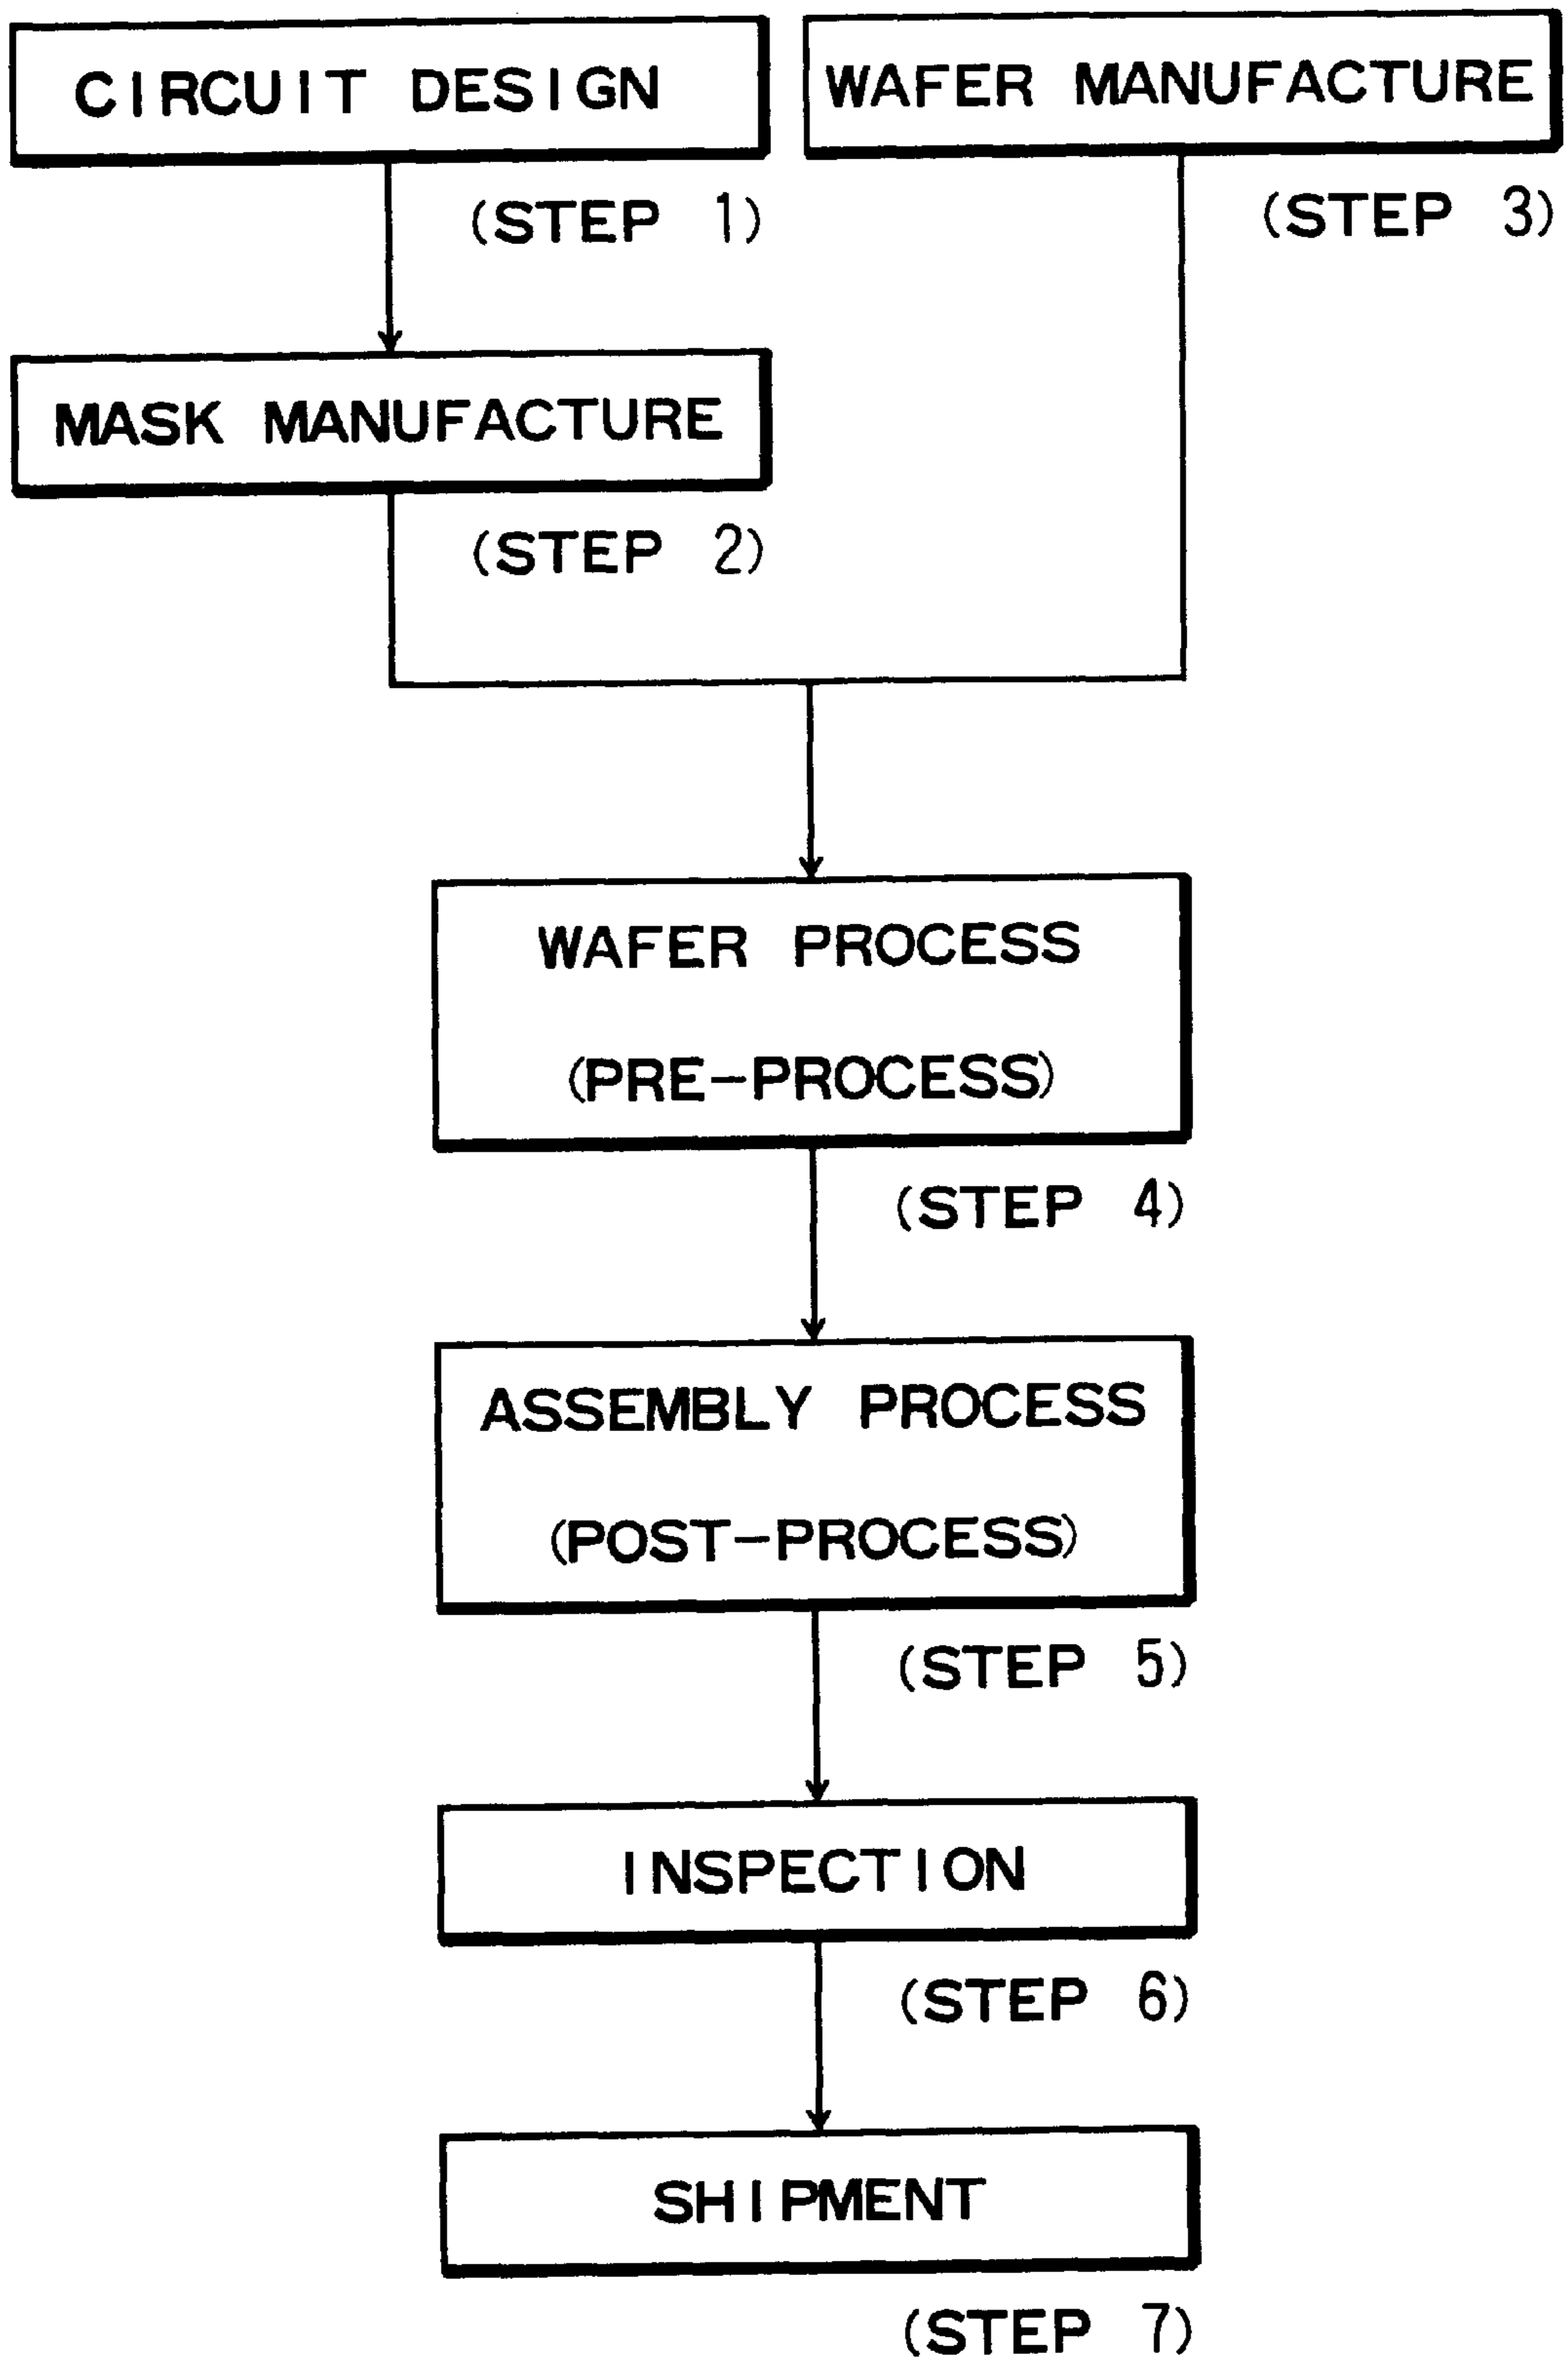 CIRCUIT DESIGN
(STEP 1)
WAFER MANUFACTURE
(STEP 3)
MASK MANUFACTURE
(STEP 2)
WAFER PROCESS
(PRE-PROCESS)
(STEP 4)
ASSEMBLY PROCESS
(POST-PROCESS)
(STEP 5)
INSPECTION
(STEP 6)
SHIPMENT
(STEP 7)